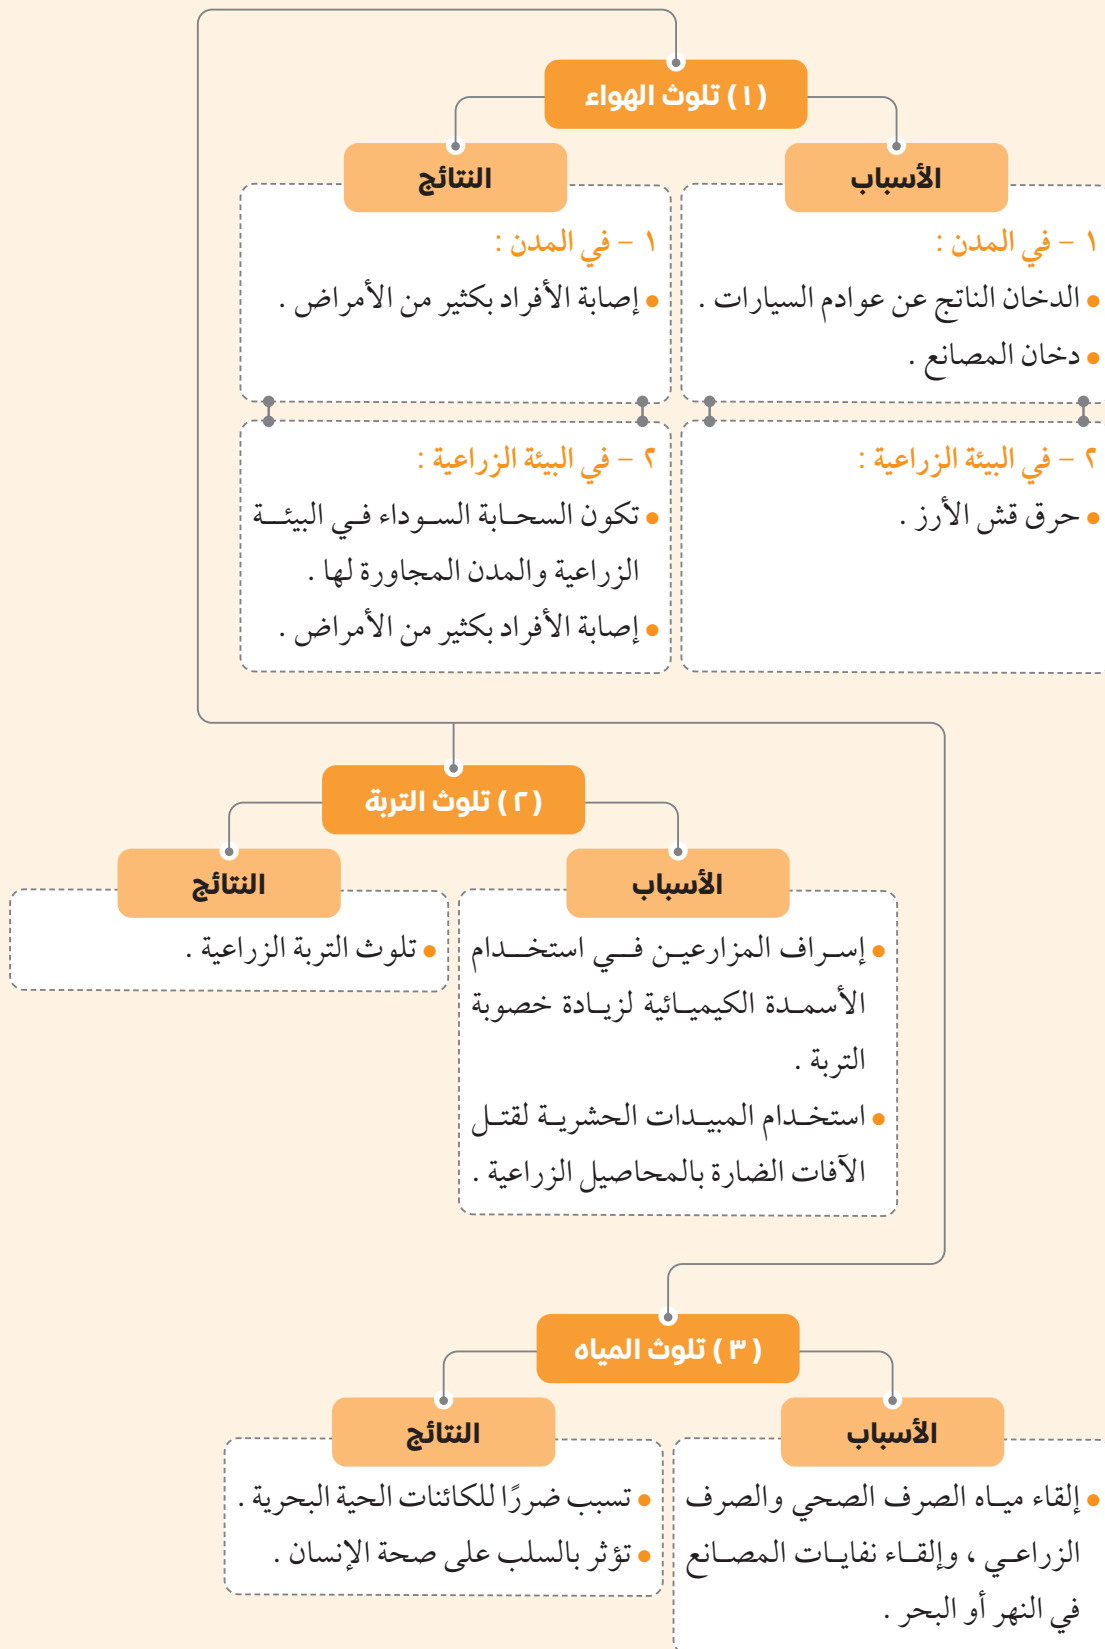 (١) تلوث الهواء
الأسباب
١ - في المدن :
• الدخان الناتج عن عوادم السيارات .
• دخان المصانع .
٢ - في البيئة الزراعية :
• حرق قش الأرز .
النتائج
١ - في المدن :
• إصابة الأفراد بكثير من الأمراض .
٢ - في البيئة الزراعية :
• تكون السحابة السوداء في البيئة
الزراعية والمدن المجاورة لها .
• إصابة الأفراد بكثير من الأمراض .
(٢) تلوث التربة
الأسباب
• إسراف المزارعين في استخدام
الأسمدة الكيميائية لزيادة خصوبة
التربة .
• استخدام المبيدات الحشرية لقتل
الآفات الضارة بالمحاصيل الزراعية .
النتائج
• تلوث التربة الزراعية .
(٣) تلوث المياه
الأسباب
• إلقاء مياه الصرف الصحي والصرف
الزراعي ، وإلقاء نفايات المصانع
في النهر أو البحر .
النتائج
• تسبب ضررًا للكائنات الحية البحرية .
• تؤثر بالسلب على صحة الإنسان .